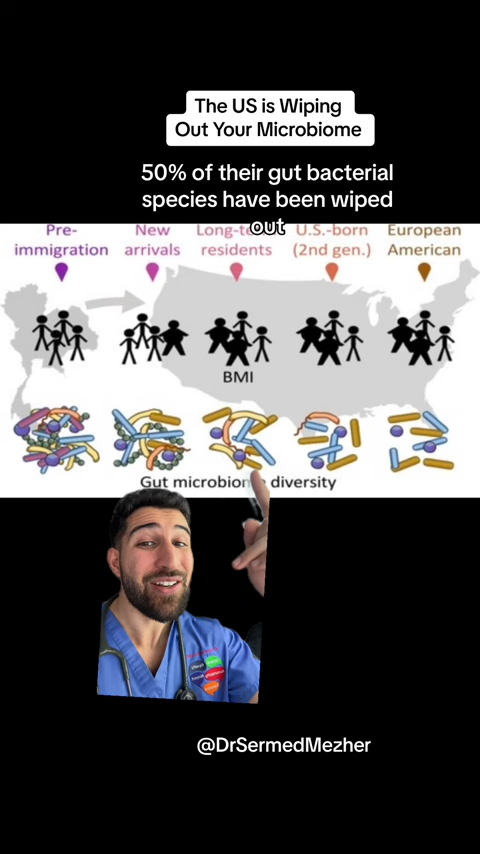 The US is Wiping
Out Your Microbiome
50% of their gut bacterial
species have been wiped
out
Pre-
immigration
New
arrivals
Long-te
residents
U.S.-born
(2nd gen.)
European
American
BMI
Gut microbiom diversity
@DrSermedMezher